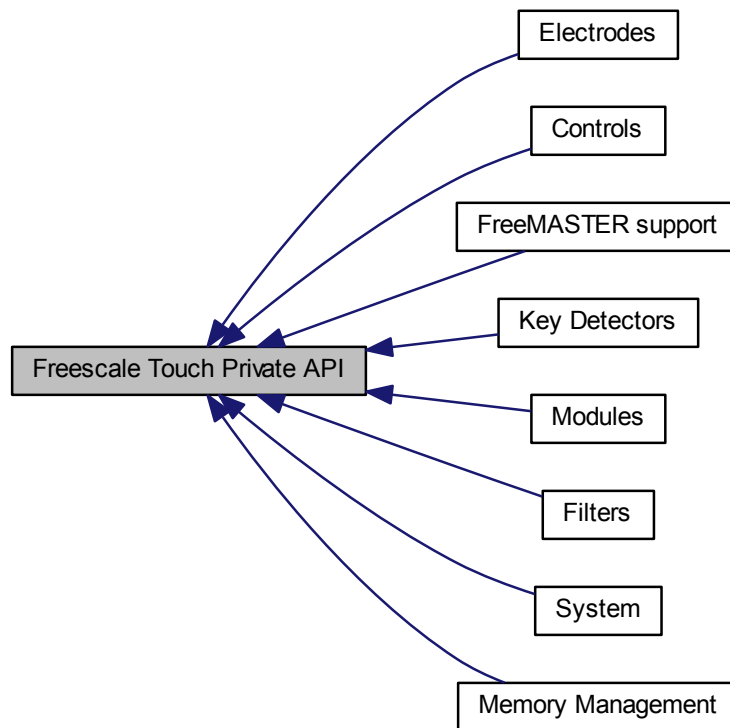 Electrodes
Controls
FreeMASTER support
Key Detectors
Freescale Touch Private API
Modules
Filters
System
Memory Management